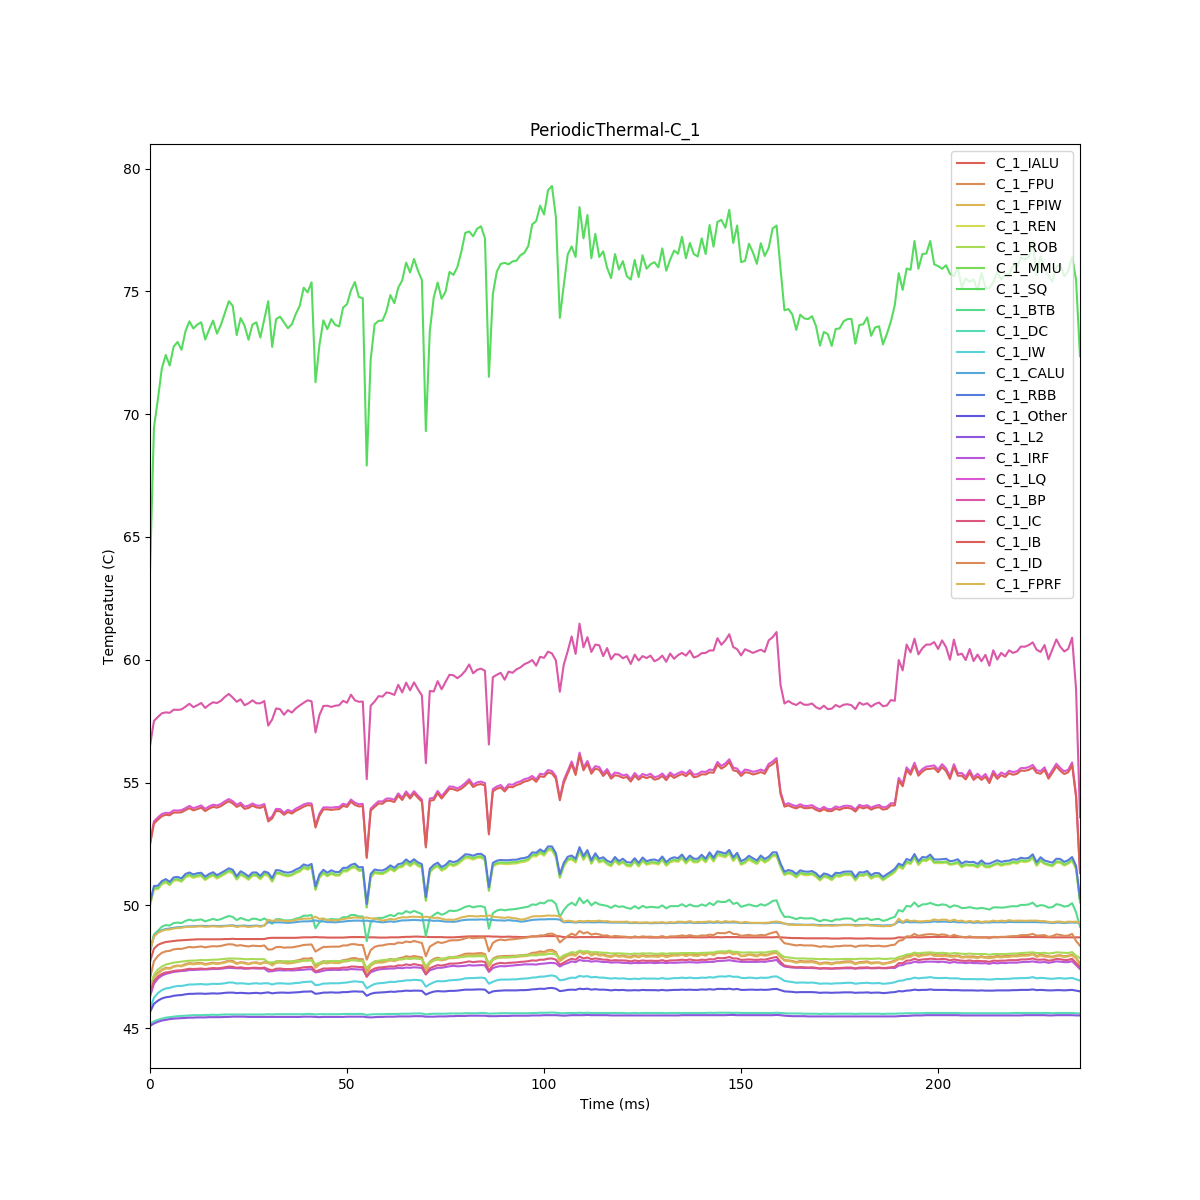 PeriodicThermal-C_1
80
75
70
65
60
55
50
45
Temperature (C)
0
50
100
150
200
Time (ms)
C_1_IALU
C_1_FPU
C_1_FPIW
C_1_REN
C_1_ROB
C_1_MMU
C_1_SQ
C_1_BTB
C_1_DC
C_1_IW
C_1_CALU
C_1_RBB
C_1_Other
C_1_L2
C_1_IRF
C_1_LQ
C_1_BP
C_1_IC
C_1_IB
C_1_ID
C_1_FPRF